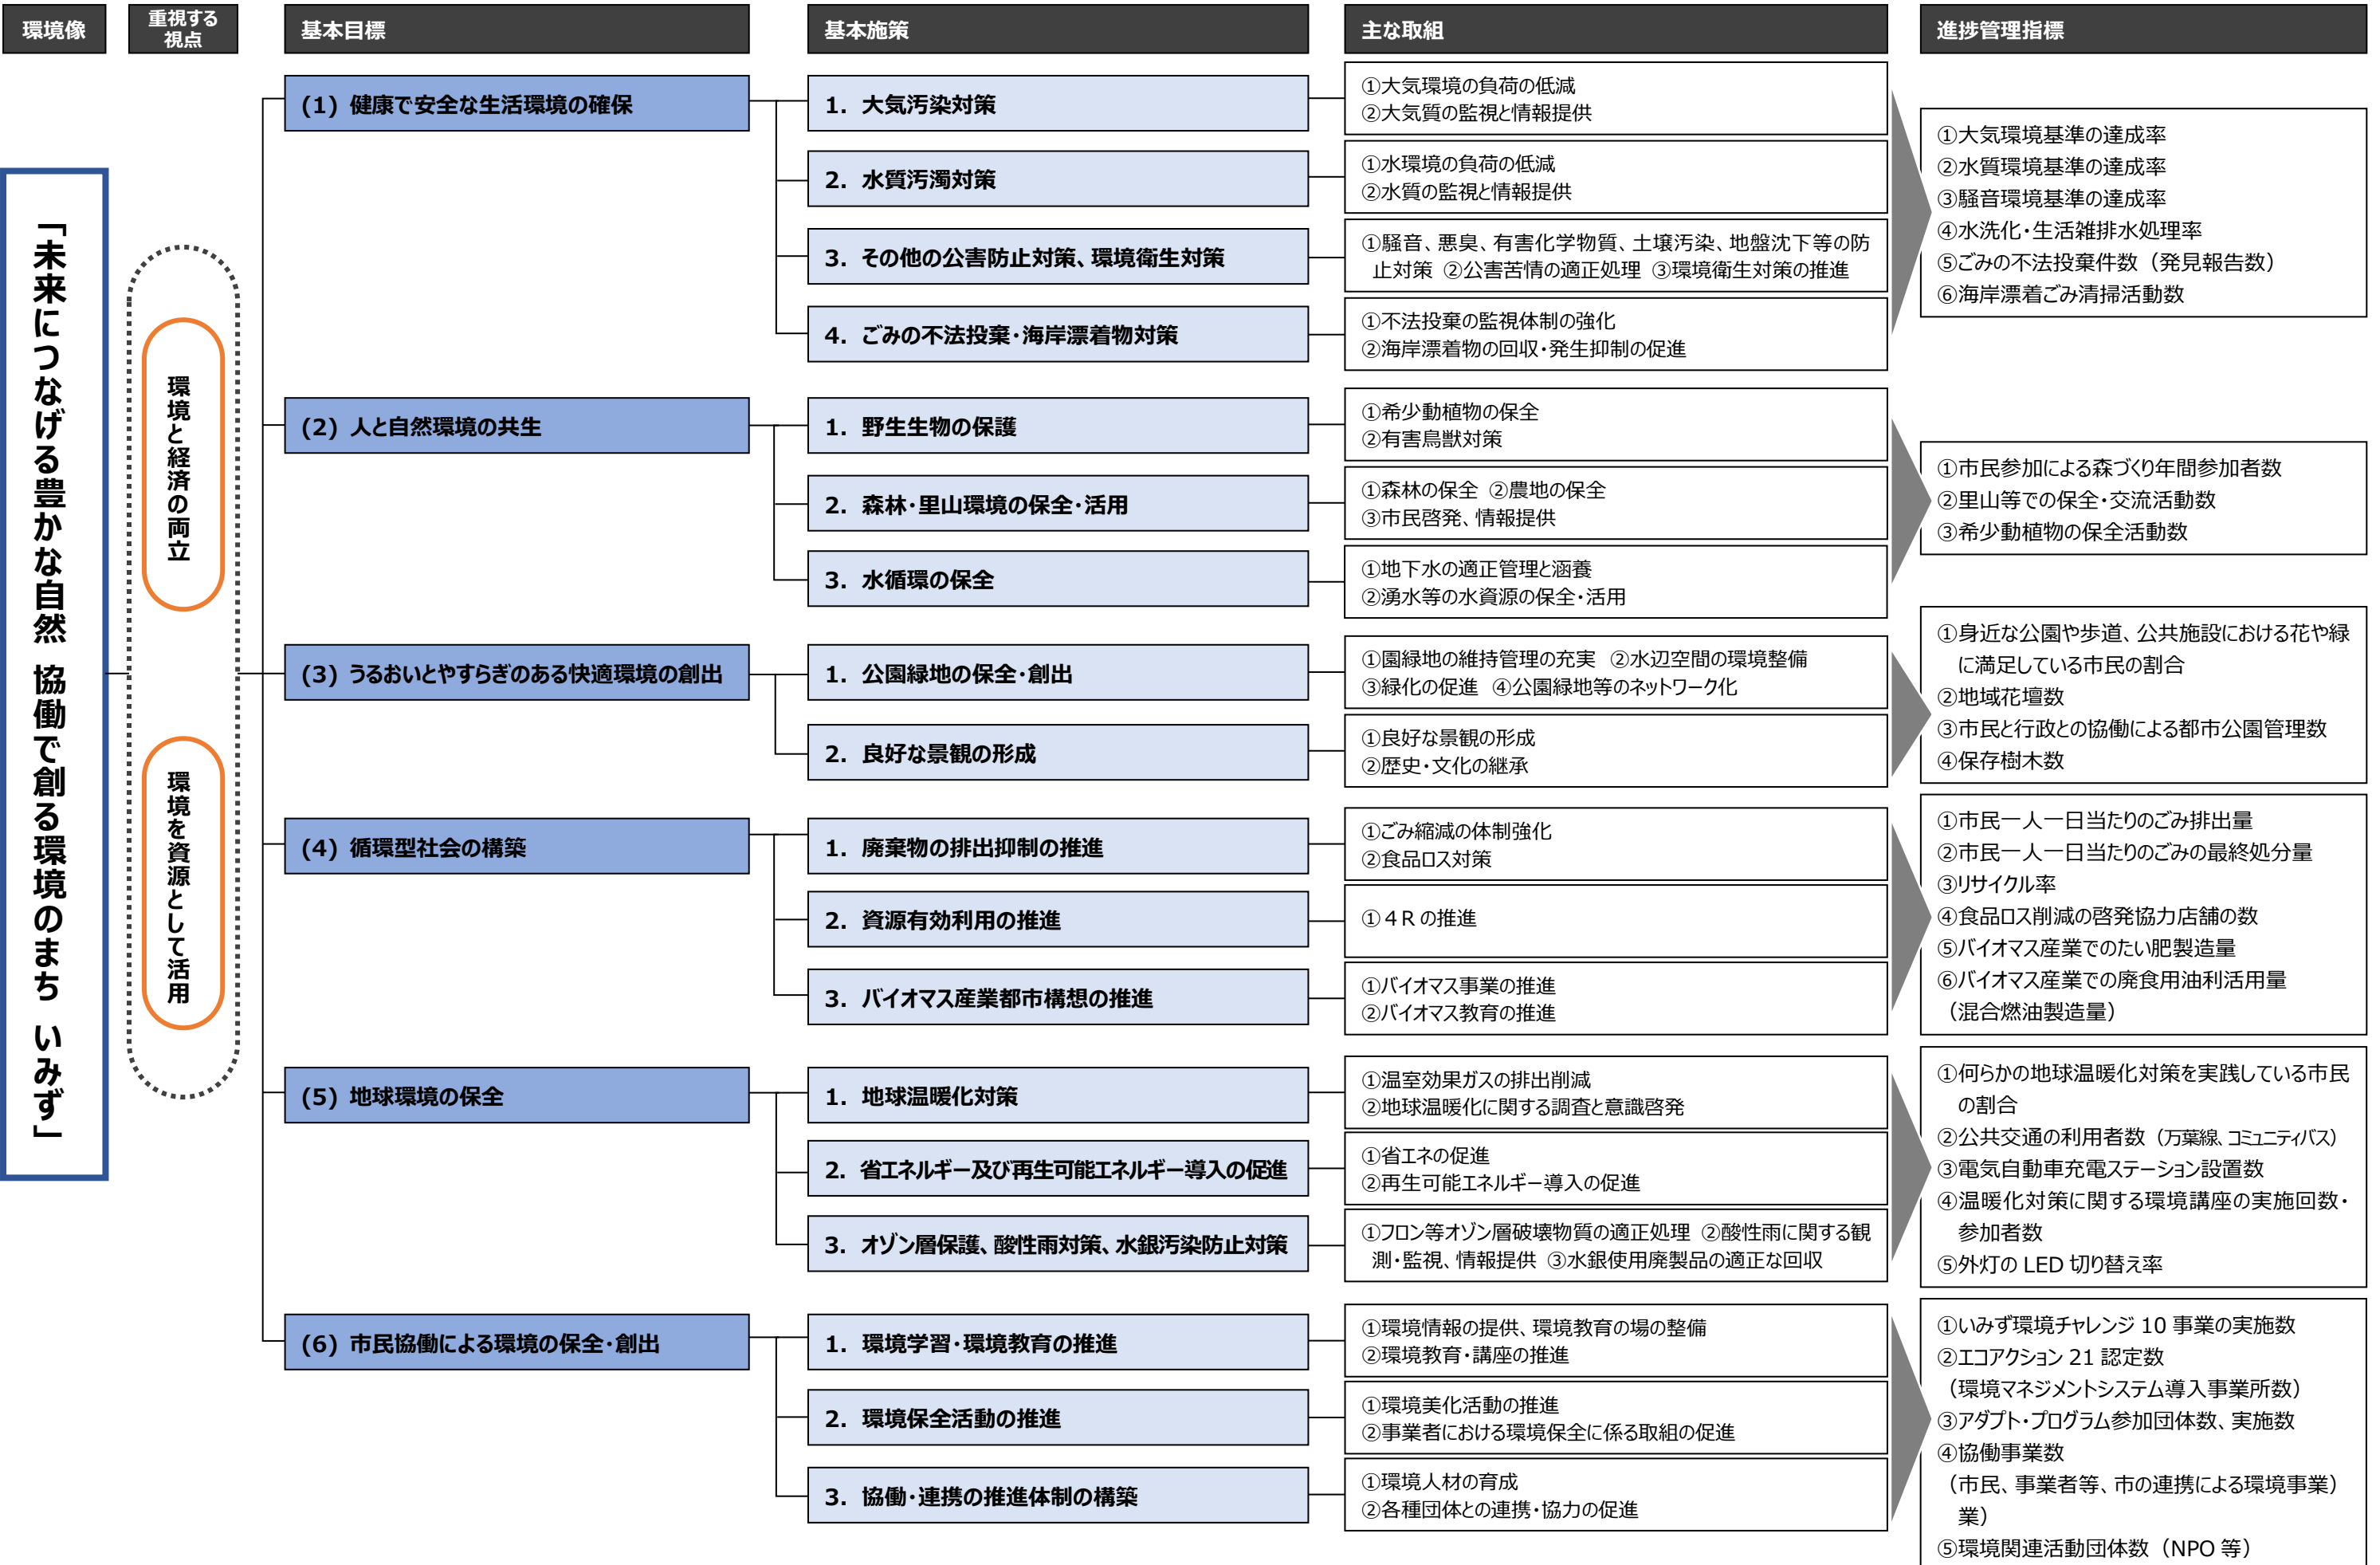 環境像
重視する
視点
基本目標
基本施策
主な取組
進捗管理指標
「未来につなげる豊かな自然 協働で創る環境のまち いみず」
環境と経済の両立
環境を資源として活用
(1) 健康で安全な生活環境の確保
1. 大気汚染対策
①大気環境の負荷の低減
②大気質の監視と情報提供
2. 水質汚濁対策
①水環境の負荷の低減
②水質の監視と情報提供
3. その他の公害防止対策、環境衛生対策
①騒音、悪臭、有害化学物質、土壌汚染、地盤沈下等の防
止対策 ②公害苦情の適正処理 ③環境衛生対策の推進
4. ごみの不法投棄・海岸漂着物対策
①不法投棄の監視体制の強化
②海岸漂着物の回収・発生抑制の促進
①大気環境基準の達成率
②水質環境基準の達成率
③騒音環境基準の達成率
④水洗化・生活雑排水処理率
⑤ごみの不法投棄件数（発見報告数）
⑥海岸漂着ごみ清掃活動数
(2) 人と自然環境の共生
1. 野生生物の保護
①希少動植物の保全
②有害鳥獣対策
2. 森林・里山環境の保全・活用
①森林の保全 ②農地の保全
③市民啓発、情報提供
3. 水循環の保全
①地下水の適正管理と涵養
②湧水等の水資源の保全・活用
①市民参加による森づくり年間参加者数
②里山等での保全・交流活動数
③希少動植物の保全活動数
(3) うるおいとやすらぎのある快適環境の創出
1. 公園緑地の保全・創出
①園緑地の維持管理の充実 ②水辺空間の環境整備
③緑化の促進 ④公園緑地等のネットワーク化
2. 良好な景観の形成
①良好な景観の形成
②歴史・文化の継承
①身近な公園や歩道、公共施設における花や緑
に満足している市民の割合
②地域花壇数
③市民と行政との協働による都市公園管理数
④保存樹木数
(4) 循環型社会の構築
1. 廃棄物の排出抑制の推進
①ごみ縮減の体制強化
②食品ロス対策
2. 資源有効利用の推進
①４Ｒの推進
3. バイオマス産業都市構想の推進
①バイオマス事業の推進
②バイオマス教育の推進
①市民一人一日当たりのごみ排出量
②市民一人一日当たりのごみの最終処分量
③リサイクル率
④食品ロス削減の啓発協力店舗の数
⑤バイオマス産業でのたい肥製造量
⑥バイオマス産業での廃食用油利活用量
（混合燃油製造量）
(5) 地球環境の保全
1. 地球温暖化対策
①温室効果ガスの排出削減
②地球温暖化に関する調査と意識啓発
2. 省エネルギー及び再生可能エネルギー導入の促進
①省エネの促進
②再生可能エネルギー導入の促進
3. オゾン層保護、酸性雨対策、水銀汚染防止対策
①フロン等オゾン層破壊物質の適正処理 ②酸性雨に関する観
測・監視、情報提供 ③水銀使用廃製品の適正な回収
①何らかの地球温暖化対策を実践している市民
の割合
②公共交通の利用者数（万葉線、コミュニティバス）
③電気自動車充電ステーション設置数
④温暖化対策に関する環境講座の実施回数・
参加者数
⑤外灯の LED 切り替え率
(6) 市民協働による環境の保全・創出
1. 環境学習・環境教育の推進
①環境情報の提供、環境教育の場の整備
②環境教育・講座の推進
2. 環境保全活動の推進
①環境美化活動の推進
②事業者における環境保全に係る取組の促進
3. 協働・連携の推進体制の構築
①環境人材の育成
②各種団体との連携・協力の促進
①いみず環境チャレンジ 10 事業の実施数
②エコアクション 21 認定数
（環境マネジメントシステム導入事業所数）
③アダプト・プログラム参加団体数、実施数
④協働事業数
（市民、事業者等、市の連携による環境事業）
業）
⑤環境関連活動団体数（NPO 等）